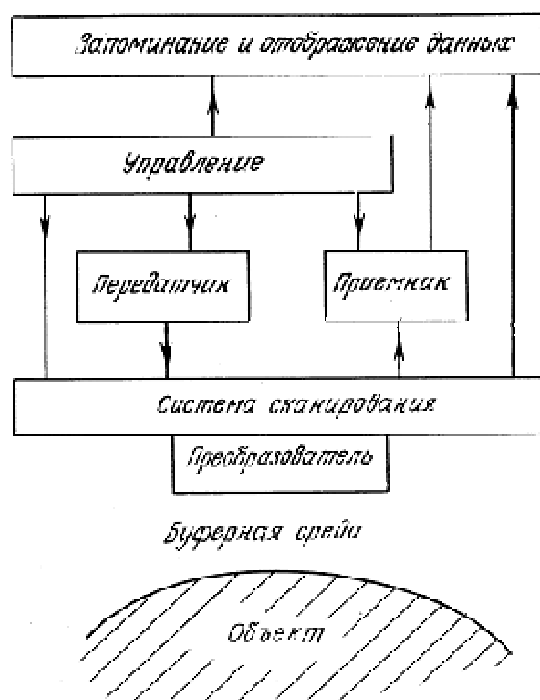 Запоминание и отображение данных
Управление
Передатчик
Приемник
Система сканирования
Преобразователь
Буферная среда
Объект